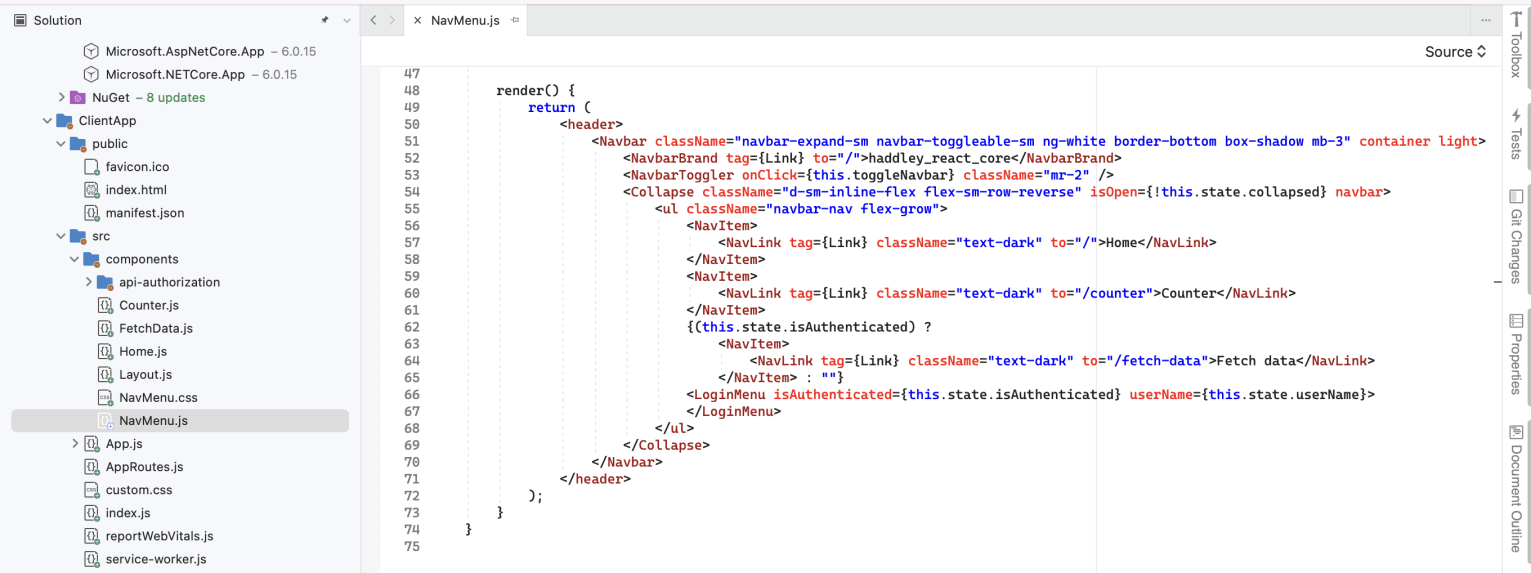 Solution
Microsoft.AspNetCore.App – 6.0.15
Microsoft.NETCore.App – 6.0.15
NuGet – 8 updates
ClientApp
public
favicon.ico
index.html
manifest.json
src
components
api-authorization
Counter.js
FetchData.js
Home.js
Layout.js
NavMenu.css
NavMenu.js
App.js
AppRoutes.js
custom.css
index.js
reportWebVitals.js
service-worker.js
NavMenu.js
Source
47
48 render() {
49 return (
50 <header>
51 <Navbar className="navbar-expand-sm navbar-toggleable-sm ng-white border-bottom box-shadow mb-3" container light>
52 <NavbarBrand tag={Link} to="/">haddley_react_core</NavbarBrand>
53 <NavbarToggler onClick={this.toggleNavbar} className="mr-2" />
54 <Collapse className="d-sm-inline-flex flex-sm-row-reverse" isOpen={!this.state.collapsed} navbar>
55 <ul className="navbar-nav flex-grow">
56 <NavItem>
57 <NavLink tag={Link} className="text-dark" to="/">Home</NavLink>
58 </NavItem>
59 <NavItem>
60 <NavLink tag={Link} className="text-dark" to="/counter">Counter</NavLink>
61 </NavItem>
62 {(this.state.isAuthenticated) ?
63 <NavItem>
64 <NavLink tag={Link} className="text-dark" to="/fetch-data">Fetch data</NavLink>
65 </NavItem> : ""}
66 <LoginMenu isAuthenticated={this.state.isAuthenticated} userName={this.state.userName}>
67 </LoginMenu>
68 </ul>
69 </Collapse>
70 </Navbar>
71 </header>
72 );
73 }
74 }
75
Toolbox
Tests
Git Changes
Properties
Document Outline